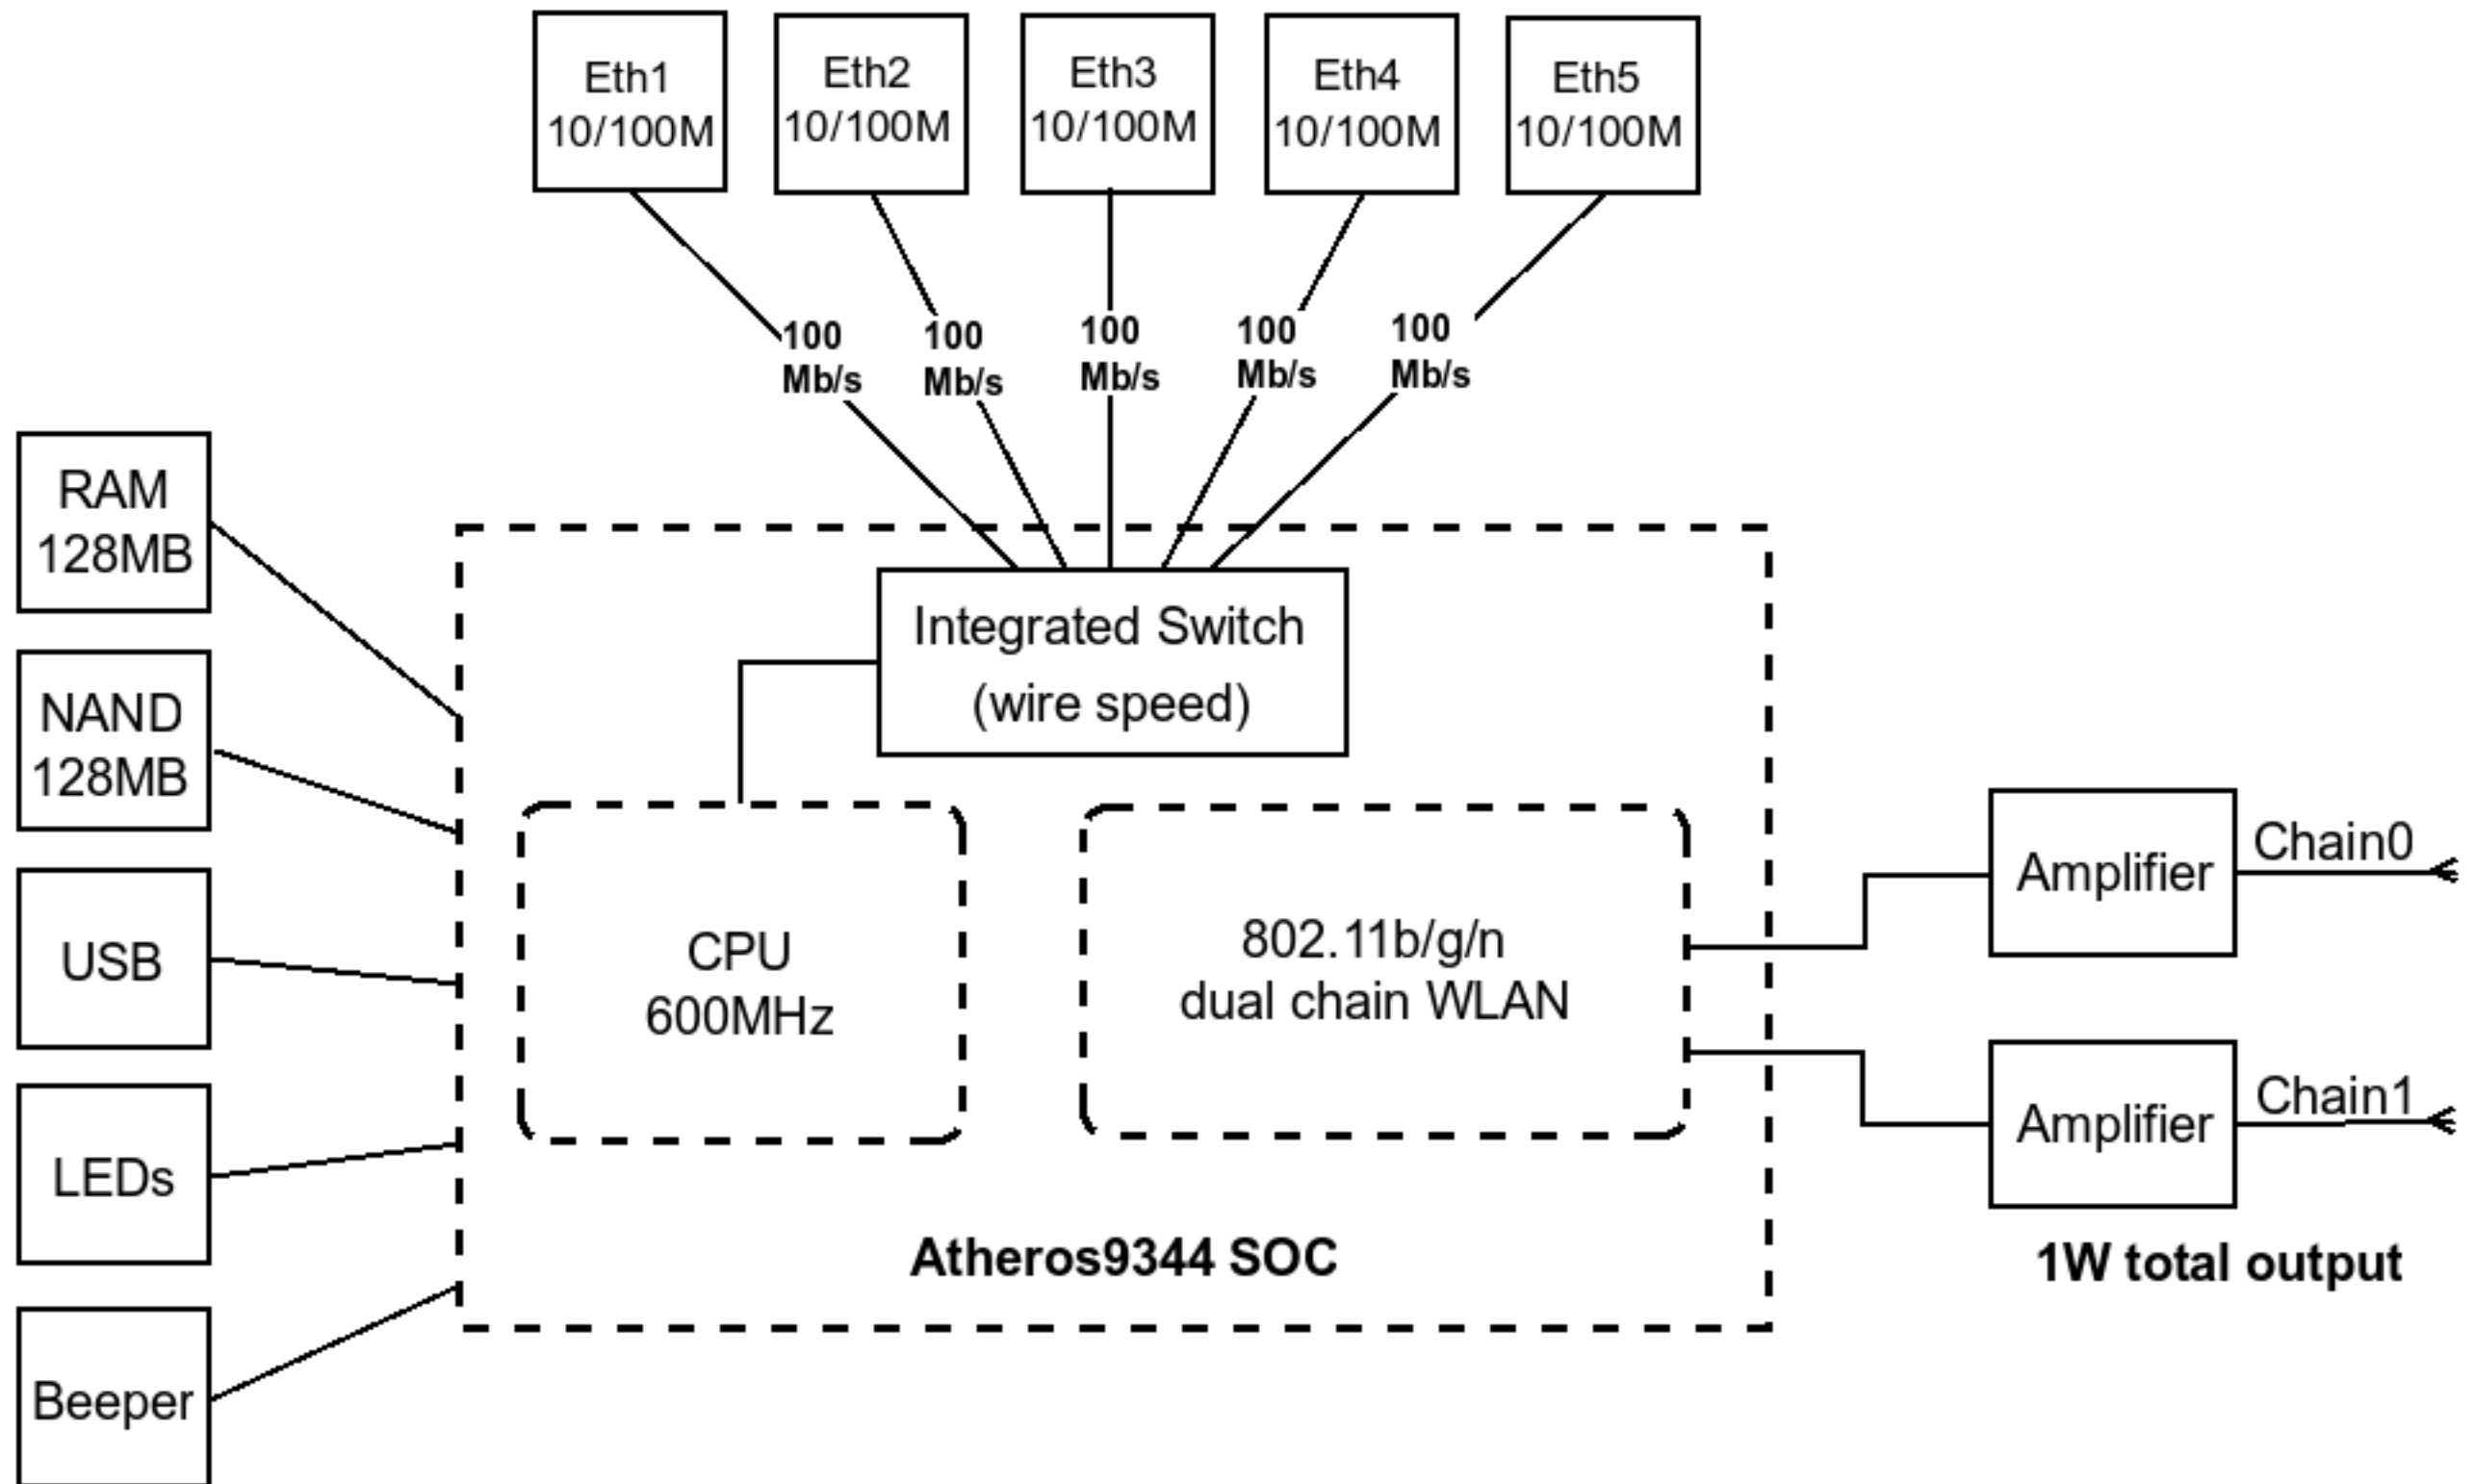 Eth1
10/100M
Eth2
10/100M
Eth3
10/100M
Eth4
10/100M
Eth5
10/100M
100
Mb/s
100
Mb/s
100
Mb/s
100
Mb/s
100
Mb/s
RAM
128MB
NAND
128MB
USB
LEDs
Beeper
Integrated Switch
(wire speed)
CPU
600MHz
802.11b/g/n
dual chain WLAN
Atheros9344 SOC
Amplifier
Chain0
Amplifier
Chain1
1W total output